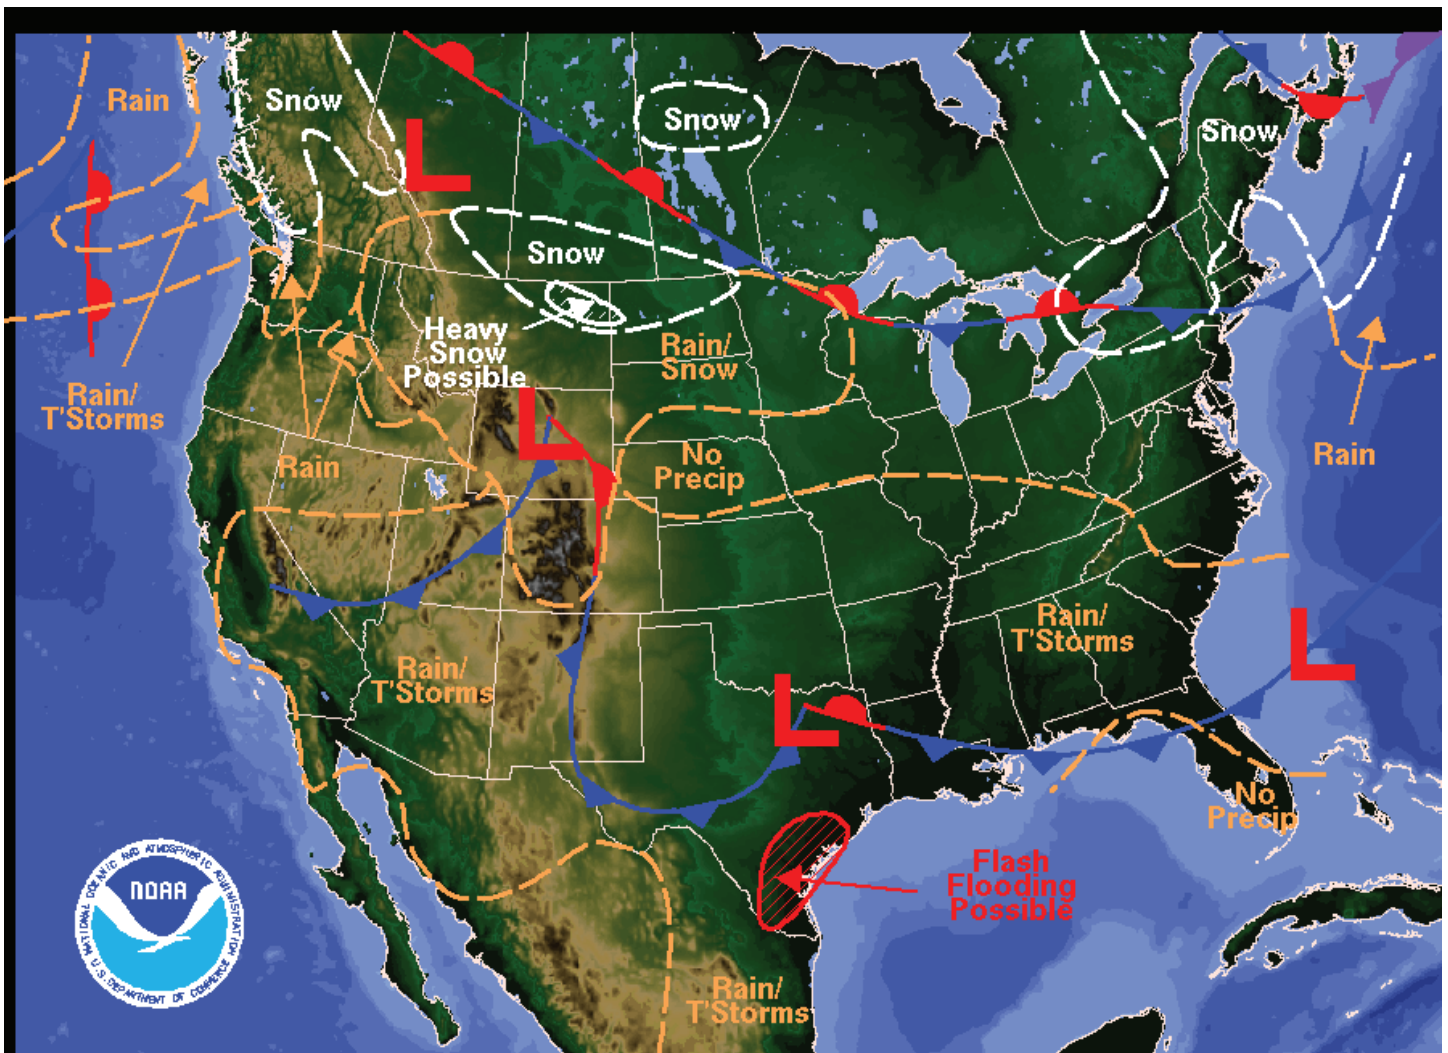 Rain
Snow
Snow
Snow
Snow
Heavy
Snow
Possible
Rain/
Snow
Rain/
T'Storms
Rain
No
Precip
Rain
L
L
L
L
Rain/
T'Storms
Rain/
T'Storms
No
Precip
Flash
Flooding
Possible
Rain/
T'Storms
NATIONAL OCEANIC AND ATMOSPHERIC ADMINISTRATION
NOAA
U.S. DEPARTMENT OF COMMERCE